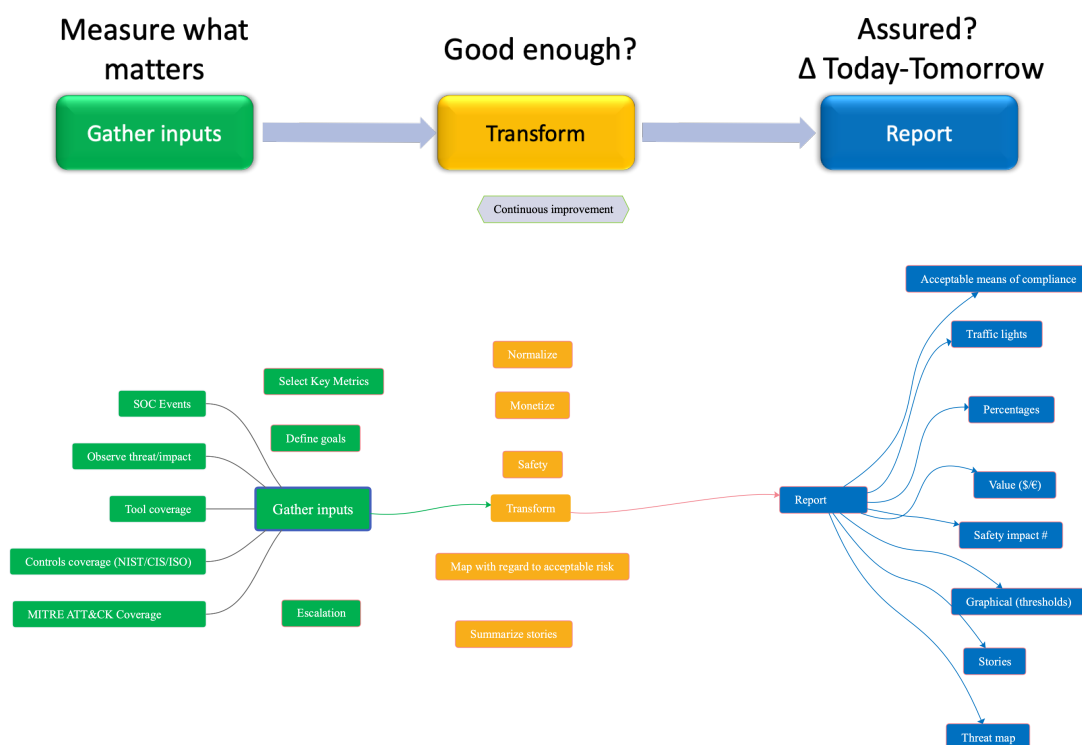 Measure what
matters
Good enough?
Assured?
Δ Today-Tomorrow
Gather inputs
Transform
Report
Continuous improvement
Acceptable means of compliance
Traffic lights
Normalize
Select Key Metrics
SOC Events
Monetize
Percentages
Define goals
Observe threat/impact
Safety
Value ($/€)
Report
Tool coverage
Gather inputs
Transform
Safety impact #
Controls coverage (NIST/CIS/ISO)
Map with regard to acceptable risk
Graphical (thresholds)
MITRE ATT&CK Coverage
Escalation
Summarize stories
Stories
Threat map